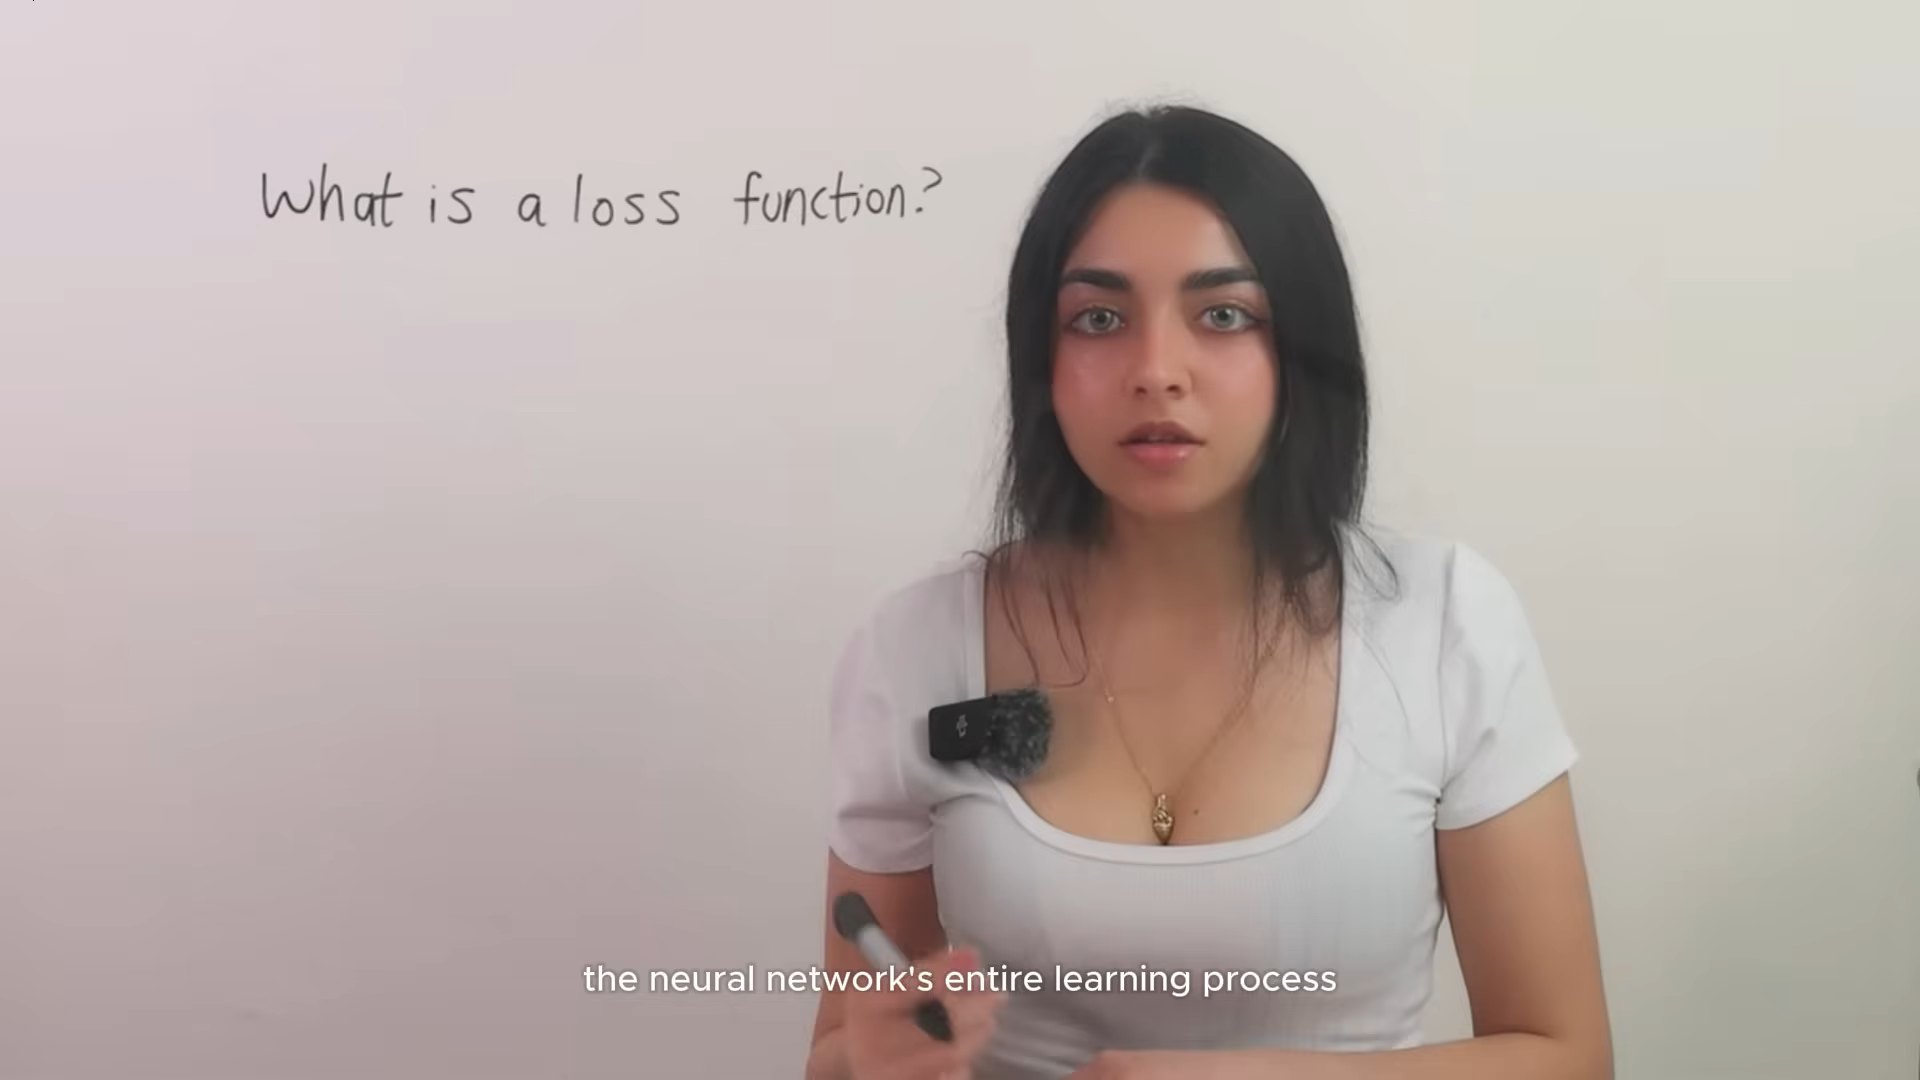 What is a loss function?
the neural network's entire learning process